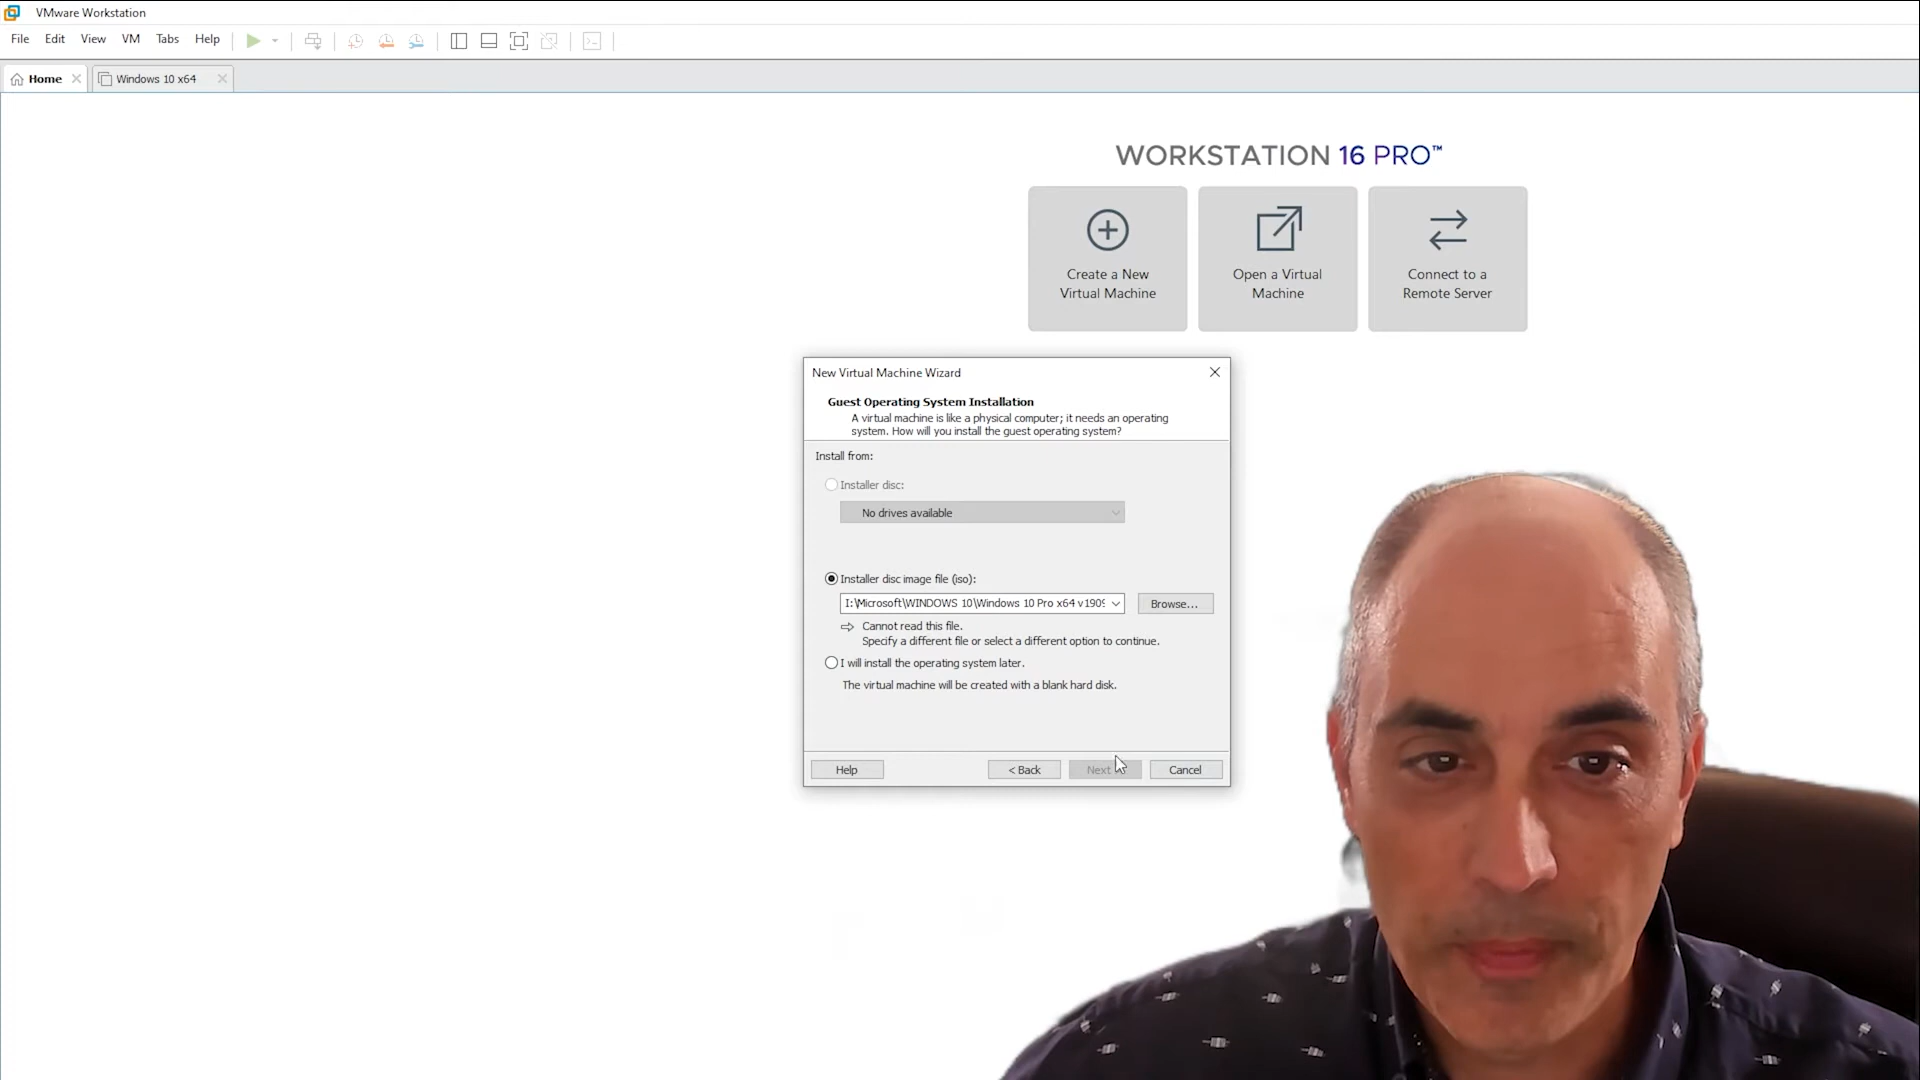 VMware Workstation
File Edit View VM Tabs Help
Home Windows 10 x64
WORKSTATION 16 PRO™
Create a New
Virtual Machine
Open a Virtual
Machine
Connect to a
Remote Server
New Virtual Machine Wizard
Guest Operating System Installation
A virtual machine is like a physical computer; it needs an operating
system. How will you install the guest operating system?
Install from:
Installer disc:
No drives available
Installer disc image file (iso):
I:\Microsoft\WINDOWS 10\Windows 10 Pro x64 v1909
Browse...
Cannot read this file.
Specify a different file or select a different option to continue.
I will install the operating system later.
The virtual machine will be created with a blank hard disk.
Help < Back Next Cancel